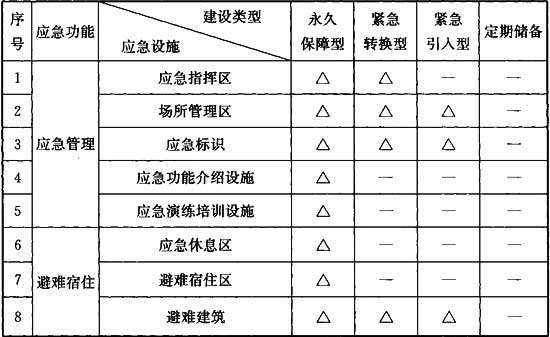 序号 应急功能 建设类型 应急设施 永久保障型 紧急转换型 紧急引入型 定期储备
1 应急管理 应急指挥区 △ △ — —
2 场所管理区 △ △ △ —
3 应急标识 △ △ △ —
4 应急功能介绍设施 △ — — —
5 应急演练培训设施 △ — — —
6 避难宿住 应急休息区 △ — — —
7 避难宿住区 △ — — —
8 避难建筑 △ △ △ —